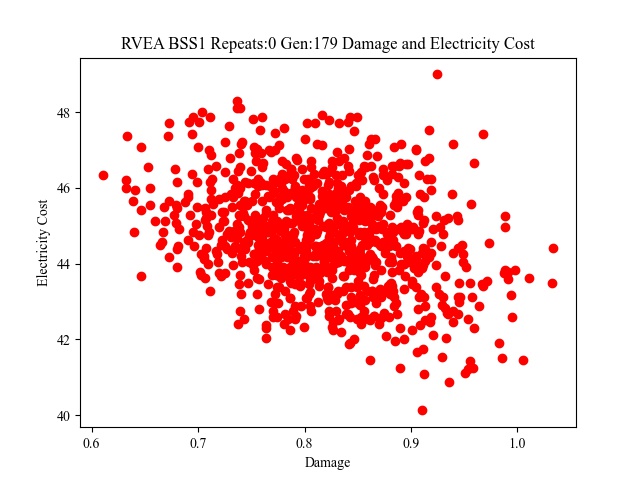 RVEA BSS1 Repeats:0 Gen:179 Damage and Electricity Cost
48
46
44
42
40
Electricity Cost
0.6 0.7 0.8 0.9 1.0
Damage